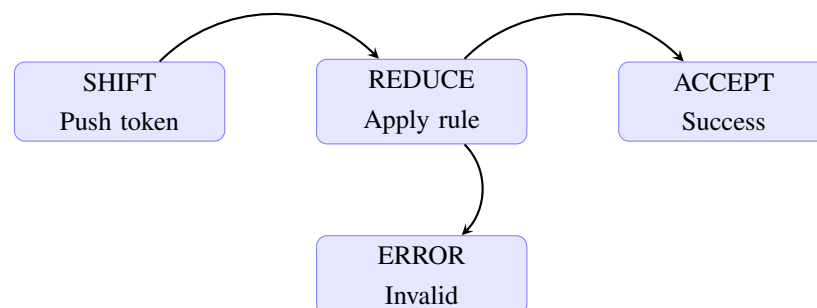 SHIFT
Push token
REDUCE
Apply rule
ACCEPT
Success
ERROR
Invalid